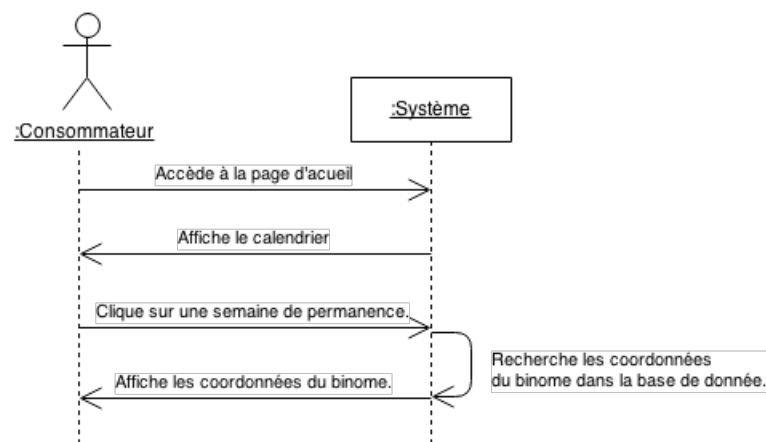 :Consommateur
:Système
Accède à la page d'acueil
Affiche le calendrier
Clique sur une semaine de permanence.
Recherche les coordonnées
du binome dans la base de donnée.
Affiche les coordonnées du binome.